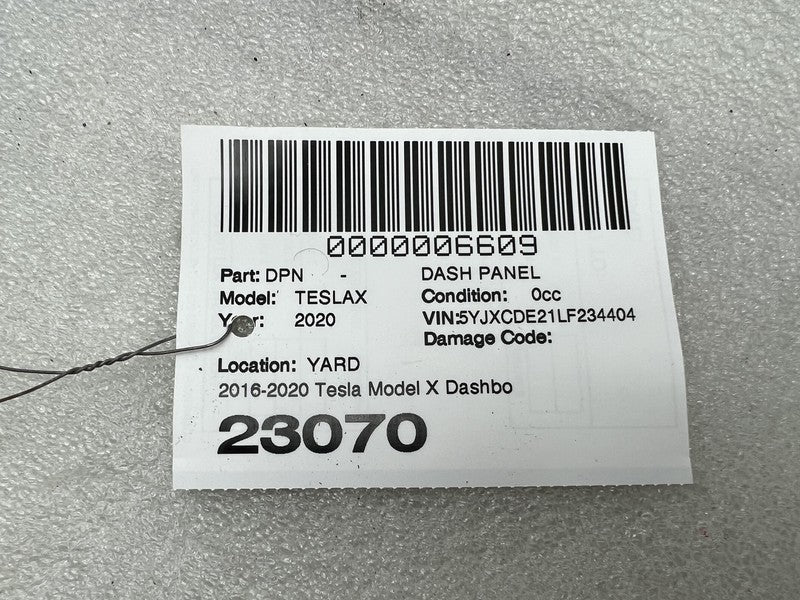 0000006609
Part: DPN - DASH PANEL
Model: TESLAX Condition: 0cc
Year: 2020 VIN:5YJXCDE21LF234404
Damage Code:
Location: YARD
2016-2020 Tesla Model X Dashbo
23070